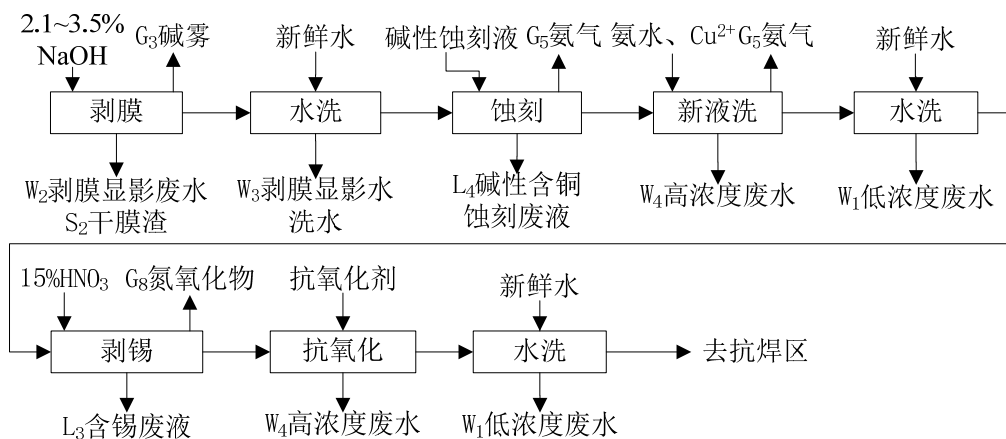 2.1~3.5%
NaOH
G₃碱雾
新鲜水
碱性蚀刻液
G₅氨气
氨水、Cu²⁺
G₅氨气
新鲜水
剥膜
水洗
蚀刻
新液洗
水洗
W₂剥膜显影废水
S₂干膜渣
W₃剥膜显影水
洗水
L₄碱性含铜
蚀刻废液
W₄高浓度废水
W₁低浓度废水
15%HNO₃
G₈氮氧化物
抗氧化剂
新鲜水
剥锡
抗氧化
水洗
去抗焊区
L₃含锡废液
W₄高浓度废水
W₁低浓度废水